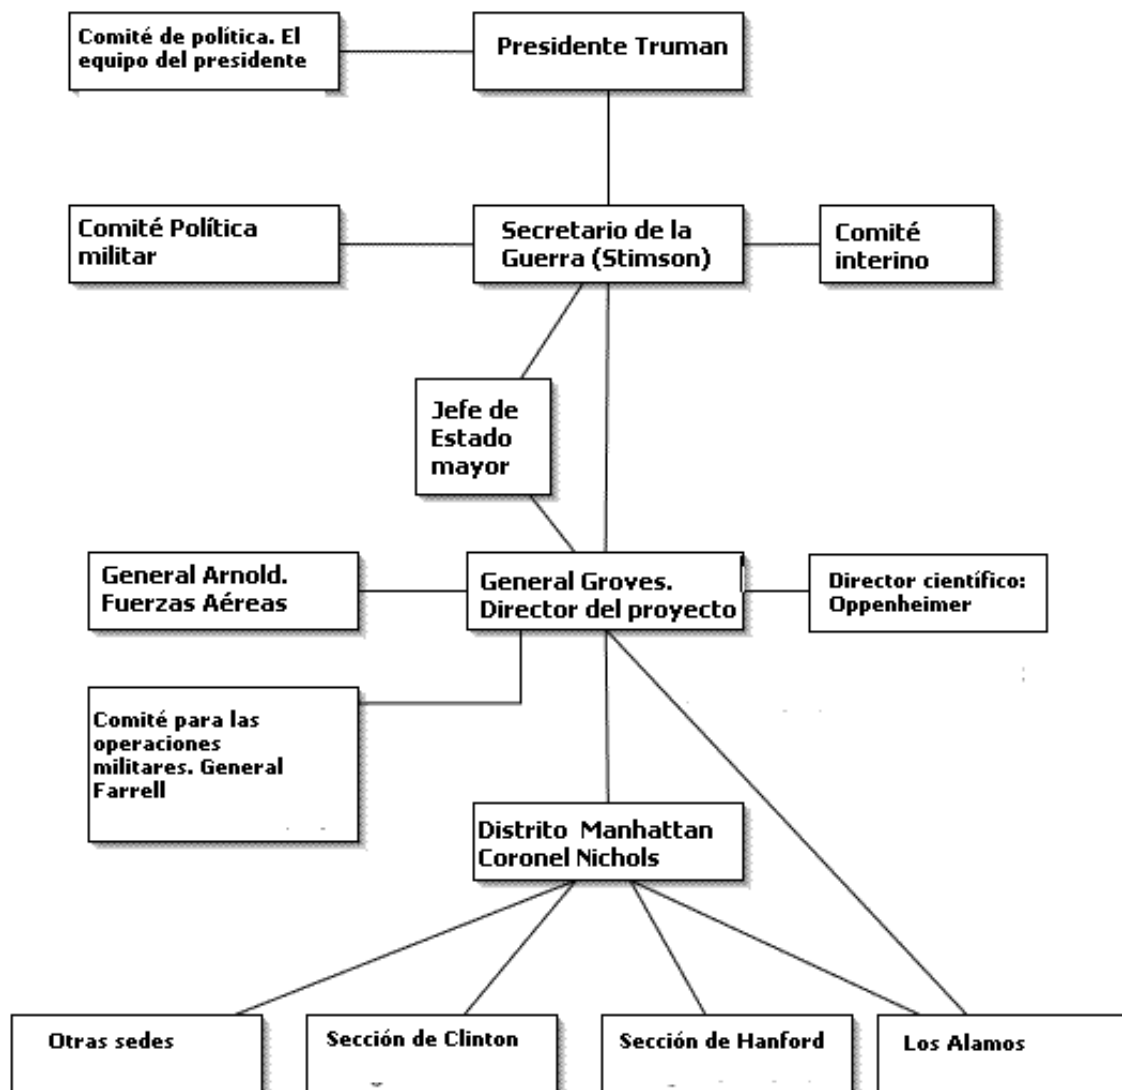 Comité de política. El
equipo del presidente
Presidente Truman
Comité Política
militar
Secretario de la
Guerra (Stimson)
Comité
interino
Jefe de
Estado
mayor
General Arnold.
Fuerzas Aéreas
General Groves.
Director del proyecto
Director científico:
Oppenheimer
Comité para las
operaciones
militares. General
Farrell
Distrito Manhattan
Coronel Nichols
Otras sedes
Sección de Clinton
Sección de Hanford
Los Alamos